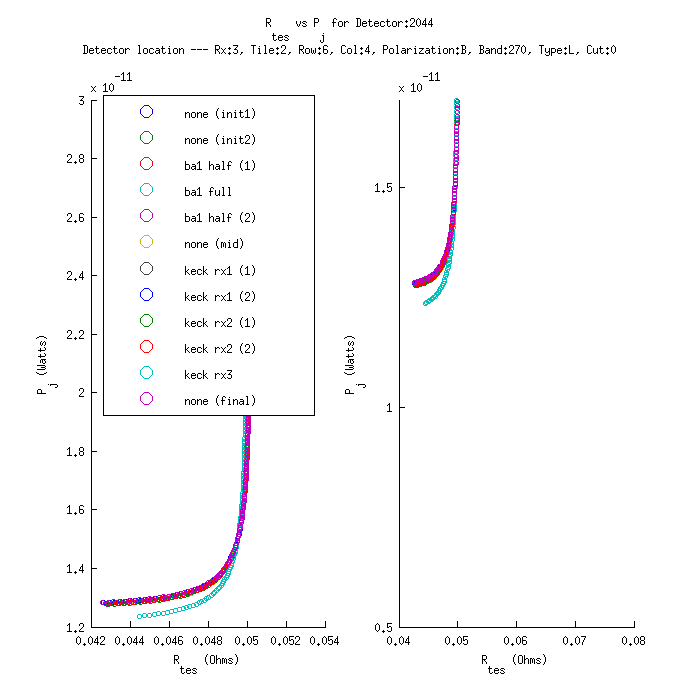 R    vs P  for Detector:2044
tes    j
Detector location --- Rx:3, Tile:2, Row:6, Col:4, Polarization:B, Band:270, Type:L, Cut:0
x 10-11
x 10-11
3
2.8
2.6
2.4
2.2
2
1.8
1.6
1.4
1.2
P j (Watts)
none (init1)
none (init2)
ba1 half (1)
ba1 full
ba1 half (2)
none (mid)
keck rx1 (1)
keck rx1 (2)
keck rx2 (1)
keck rx2 (2)
keck rx3
none (final)
0.042 0.044 0.046 0.048 0.05 0.052 0.054
R tes (Ohms)
1.5
1
0.5
P j (Watts)
0.04 0.05 0.06 0.07 0.08
R tes (Ohms)